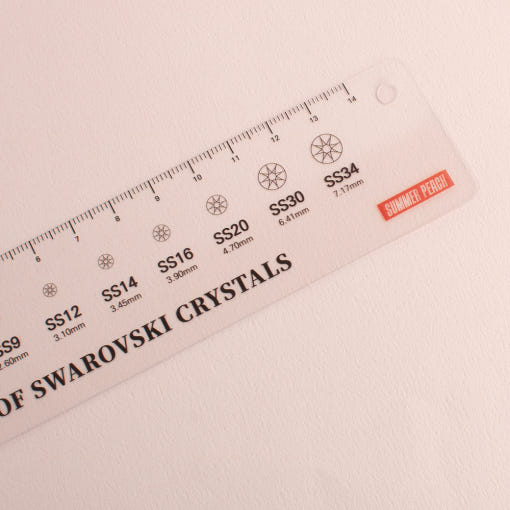 6 7 8 9 10 11 12 13 14
SS9 SS12 SS14 SS16 SS20 SS30 SS34
2.60mm 3.10mm 3.45mm 3.90mm 4.70mm 6.41mm 7.17mm
SUMMER PEACH
OF SWAROVSKI CRYSTALS